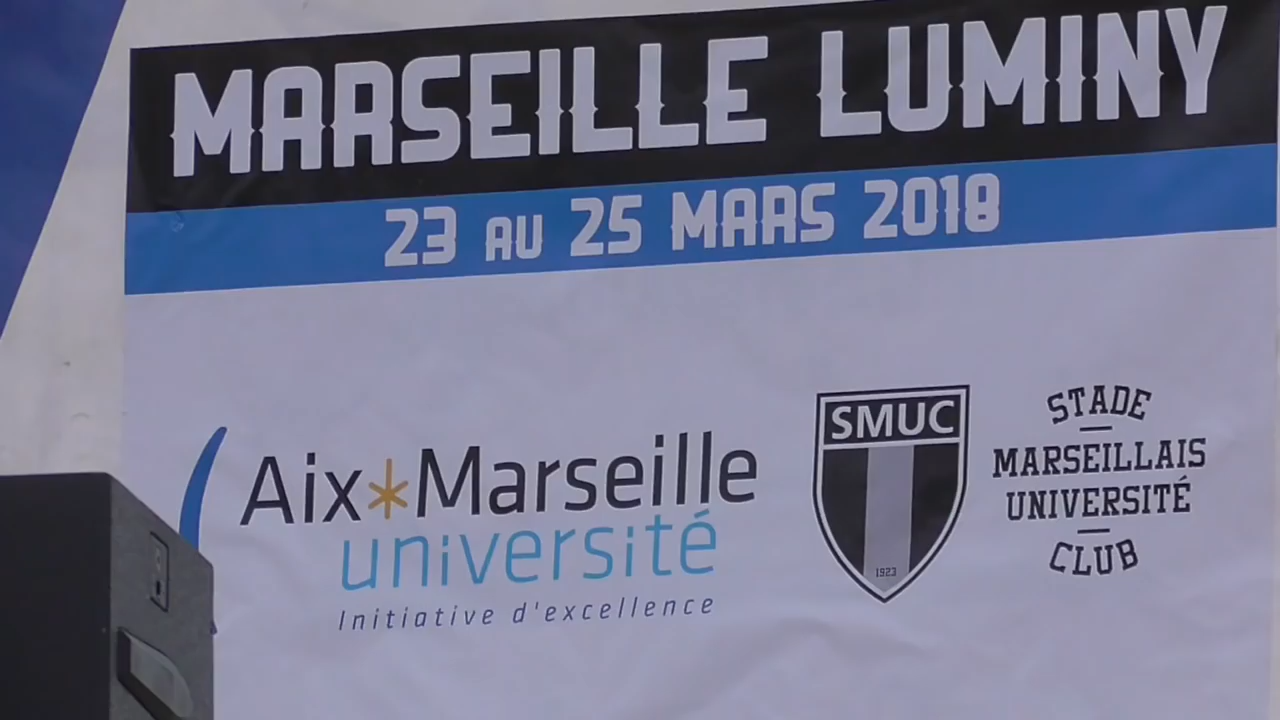 MARSEILLE LUMINY
23 AU 25 MARS 2018
Aix*Marseille
université
Initiative d'excellence
SMUC
1923
STADE
MARSEILLAIS
UNIVERSITÉ
CLUB